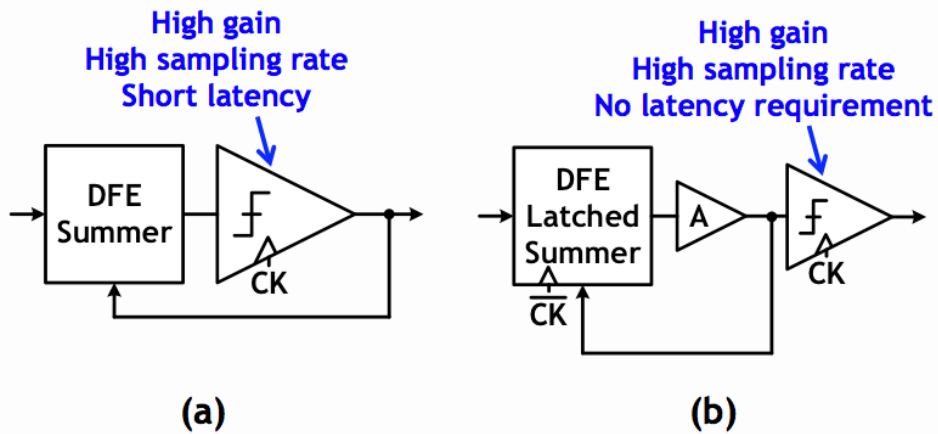 High gain
High sampling rate
Short latency
DFE
Summer
CK
(a)
High gain
High sampling rate
No latency requirement
DFE
Latched
Summer
A
CK
CK
(b)